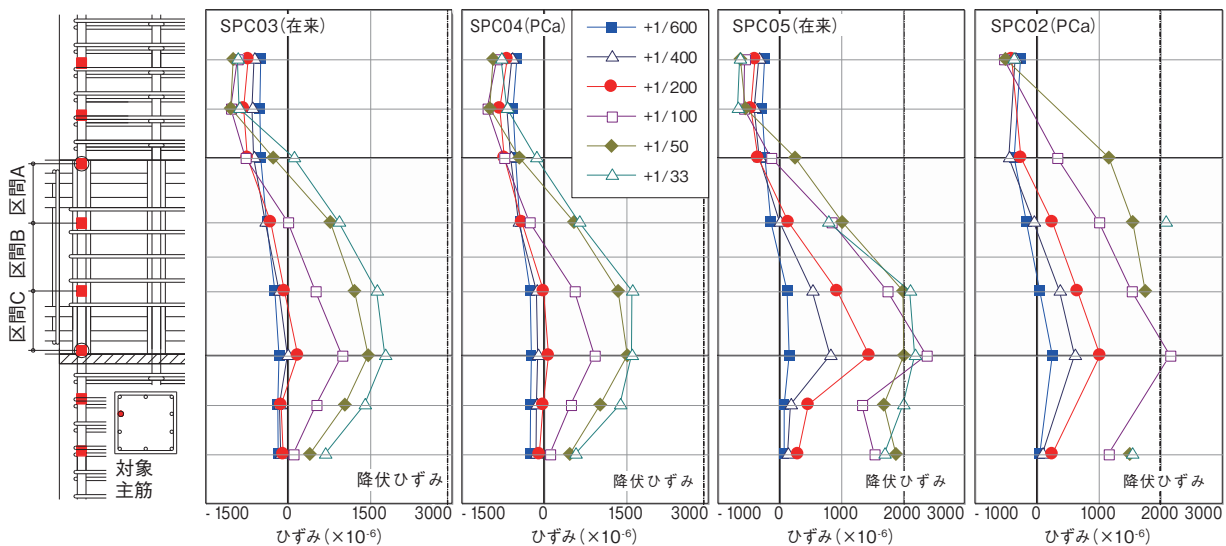 SPC03(在来)
SPC04(PCa)
SPC05(在来)
SPC02(PCa)
+1/600
+1/400
+1/200
+1/100
+1/50
+1/33
区間A
区間B
区間C
対象
主筋
降伏ひずみ
降伏ひずみ
降伏ひずみ
降伏ひずみ
- 1500 0 1500 3000
- 1500 0 1500 3000
- 1000 0 1000 2000 3000
- 1000 0 1000 2000 3000
ひずみ(×10⁻⁶)
ひずみ(×10⁻⁶)
ひずみ(×10⁻⁶)
ひずみ(×10⁻⁶)